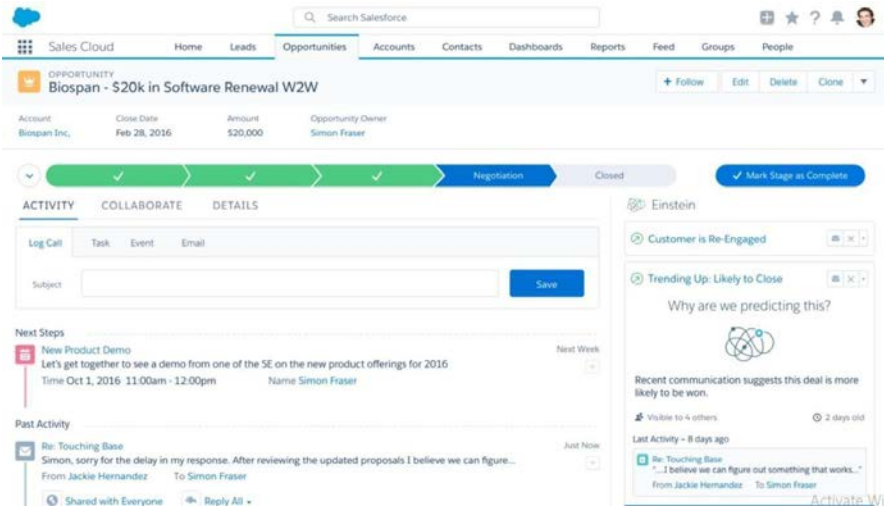 Search Salesforce
Sales Cloud Home Leads Opportunities Accounts Contacts Dashboards Reports Feed Groups People
OPPORTUNITY
Biospan - $20k in Software Renewal W2W
+ Follow Edit Delete Clone
Account Close Date Amount Opportunity Owner
Biospan Inc, Feb 28, 2016 $20,000 Simon Fraser
Negotiation Closed Mark Stage as Complete
ACTIVITY COLLABORATE DETAILS
Log Call Task Event Email
Subject Save
Next Steps
New Product Demo Next Week
Let's get together to see a demo from one of the SE on the new product offerings for 2016
Time Oct 1, 2016 11:00am - 12:00pm Name Simon Fraser
Past Activity
Re: Touching Base Just Now
Simon, sorry for the delay in my response. After reviewing the updated proposals I believe we can figure...
From Jackie Hernandez To Simon Fraser
Shared with Everyone Reply All
Einstein
Customer is Re-Engaged
Trending Up: Likely to Close
Why are we predicting this?
Recent communication suggests this deal is more
likely to be won.
Visible to 4 others 2 days old
Last Activity – 8 days ago
Re: Touching Base
"....I believe we can figure out something that works..."
From Jackie Hernandez To Simon Fraser
Activate Wi